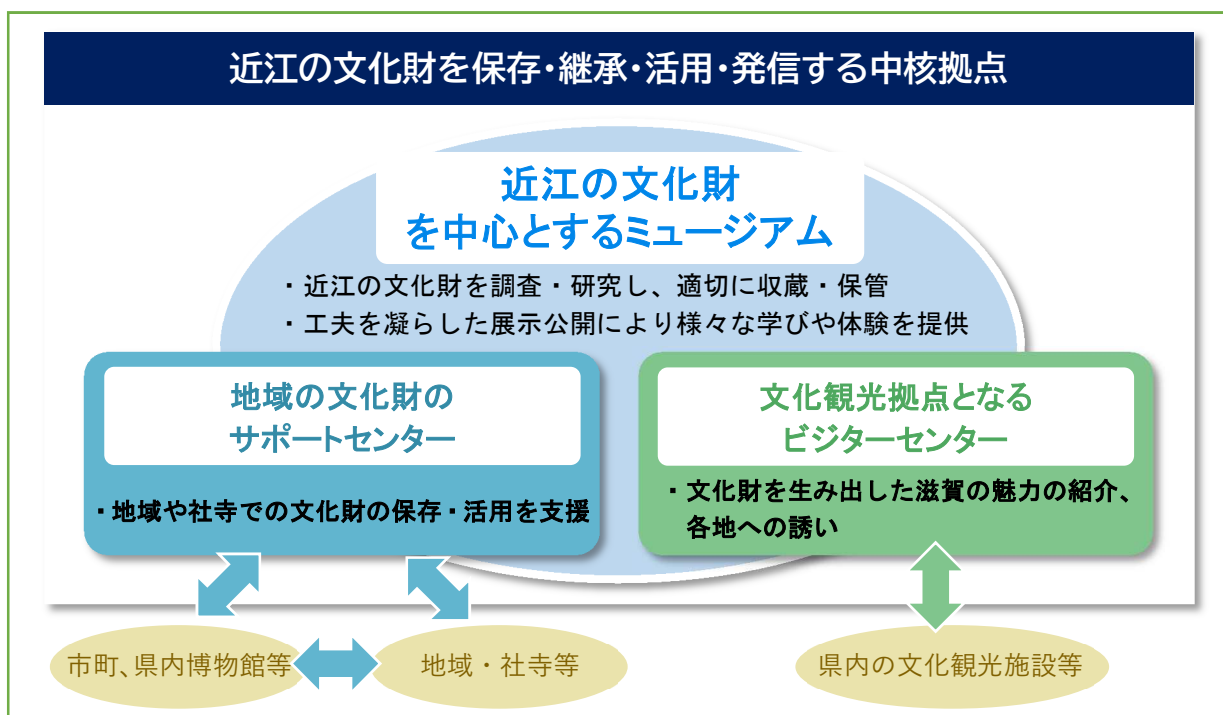 近江の文化財を保存・継承・活用・発信する中核拠点
近江の文化財
を中心とするミュージアム
・近江の文化財を調査・研究し、適切に収蔵・保管
・工夫を凝らした展示公開により様々な学びや体験を提供
地域の文化財の
サポートセンター
・地域や社寺での文化財の保存・活用を支援
文化観光拠点となる
ビジターセンター
・文化財を生み出した滋賀の魅力の紹介、
各地への誘い
市町、県内博物館等
地域・社寺等
県内の文化観光施設等